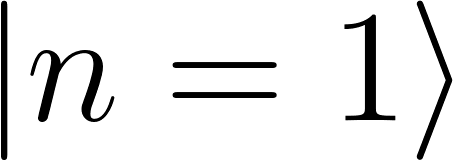 |n = 1⟩